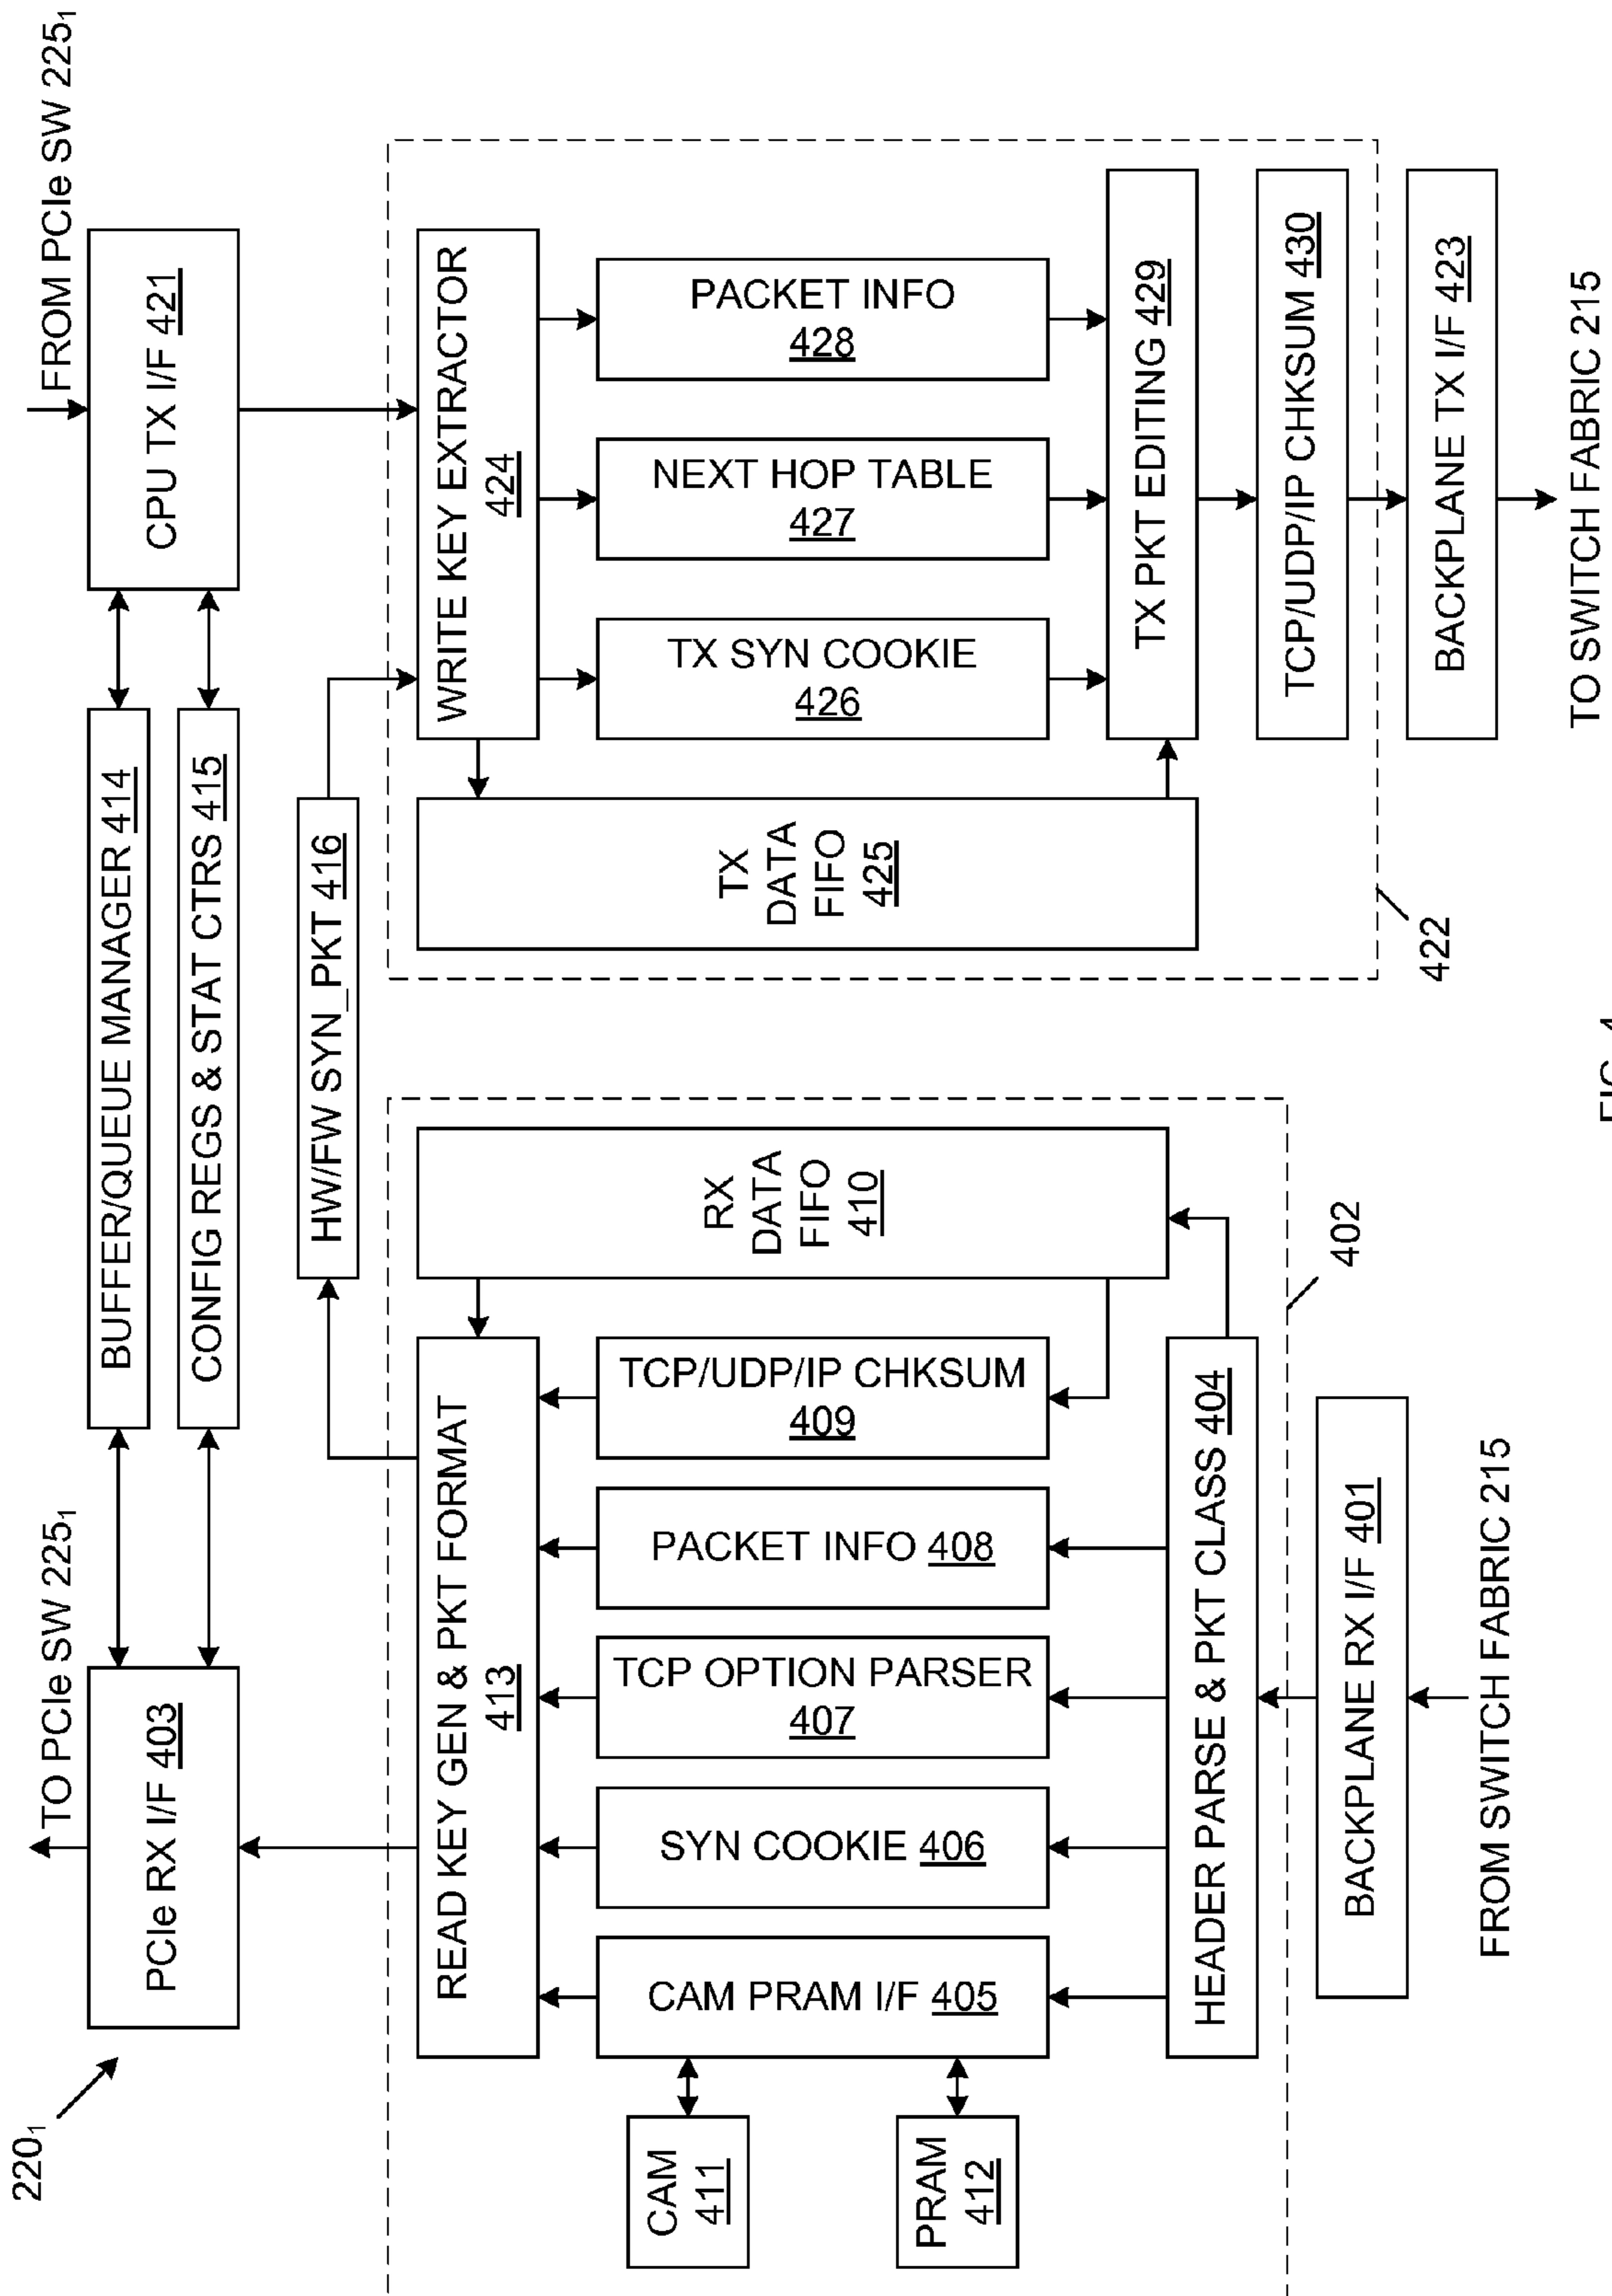 220₁
TO PCIe SW 225₁
FROM PCIe SW 225₁
PCIe RX I/F 403
BUFFER/QUEUE MANAGER 414
CONFIG REGS & STAT CTRS 415
CPU TX I/F 421
HW/FW SYN_PKT 416
READ KEY GEN & PKT FORMAT
413
CAM
411
PRAM
412
CAM PRAM I/F 405
SYN COOKIE 406
TCP OPTION PARSER
407
PACKET INFO 408
TCP/UDP/IP CHKSUM
409
RX
DATA
FIFO
410
HEADER PARSE & PKT CLASS 404
402
BACKPLANE RX I/F 401
FROM SWITCH FABRIC 215
WRITE KEY EXTRACTOR
424
TX
DATA
FIFO
425
TX SYN COOKIE
426
NEXT HOP TABLE
427
PACKET INFO
428
TX PKT EDITING 429
TCP/UDP/IP CHKSUM 430
422
BACKPLANE TX I/F 423
TO SWITCH FABRIC 215